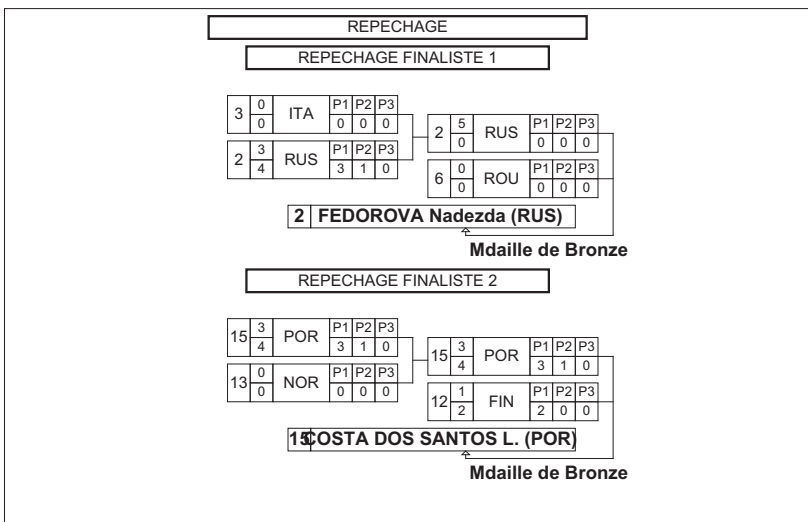 REPECHAGE
REPECHAGE FINALISTE 1
3 0 ITA P1 P2 P3
0 0 0 0
2 3 RUS P1 P2 P3
4 3 1 0
2 5 RUS P1 P2 P3
0 0 0 0
6 0 ROU P1 P2 P3
0 0 0 0
2 FEDOROVA Nadezda (RUS)
Mdaille de Bronze
REPECHAGE FINALISTE 2
15 3 POR P1 P2 P3
4 3 1 0
13 0 NOR P1 P2 P3
0 0 0 0
15 3 POR P1 P2 P3
4 3 1 0
12 1 FIN P1 P2 P3
2 2 0 0
15 COSTA DOS SANTOS L. (POR)
Mdaille de Bronze